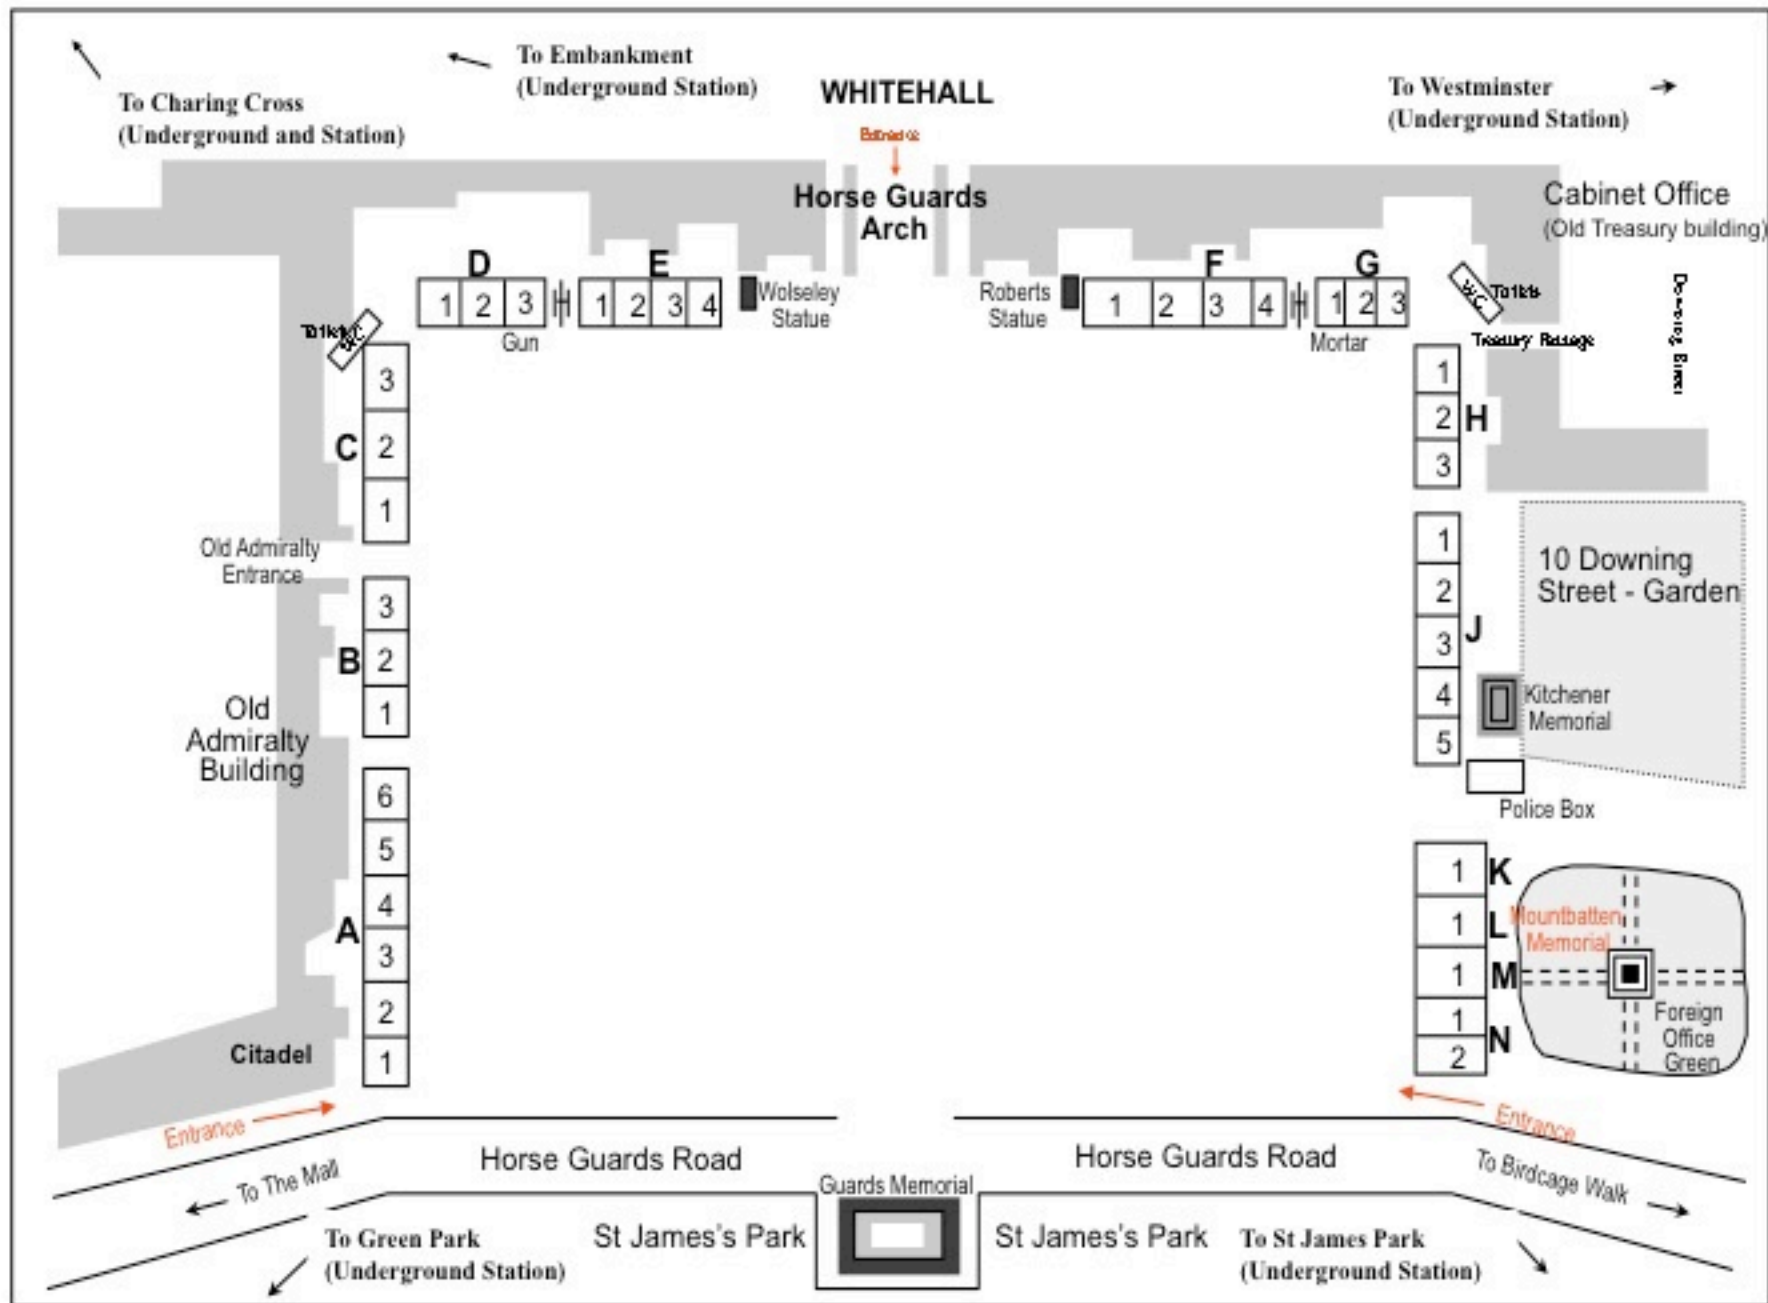 To Embankment
(Underground Station)
To Charing Cross
(Underground and Station)
WHITEHALL
Entrance
To Westminster
(Underground Station)
Horse Guards
Arch
Cabinet Office
(Old Treasury building)
D
E
F
G
1 2 3
1 2 3 4
Wolseley
Statue
Roberts
Statue
1 2 3 4
1 2 3
WC
Toilets
Gun
Mortar
Treasury Passage
Downing Street
Toilets
WC
C
3
2
1
H
1
2
3
Old Admiralty
Entrance
B
3
2
1
J
1
2
3
4
5
10 Downing
Street - Garden
Kitchener
Memorial
Police Box
Old
Admiralty
Building
A
6
5
4
3
2
1
Citadel
1 K
1 L
1 M
1
2
N
Mountbatten
Memorial
Foreign
Office
Green
Entrance
Entrance
Horse Guards Road
Horse Guards Road
To The Mall
To Birdcage Walk
Guards Memorial
St James's Park
St James's Park
To Green Park
(Underground Station)
To St James Park
(Underground Station)